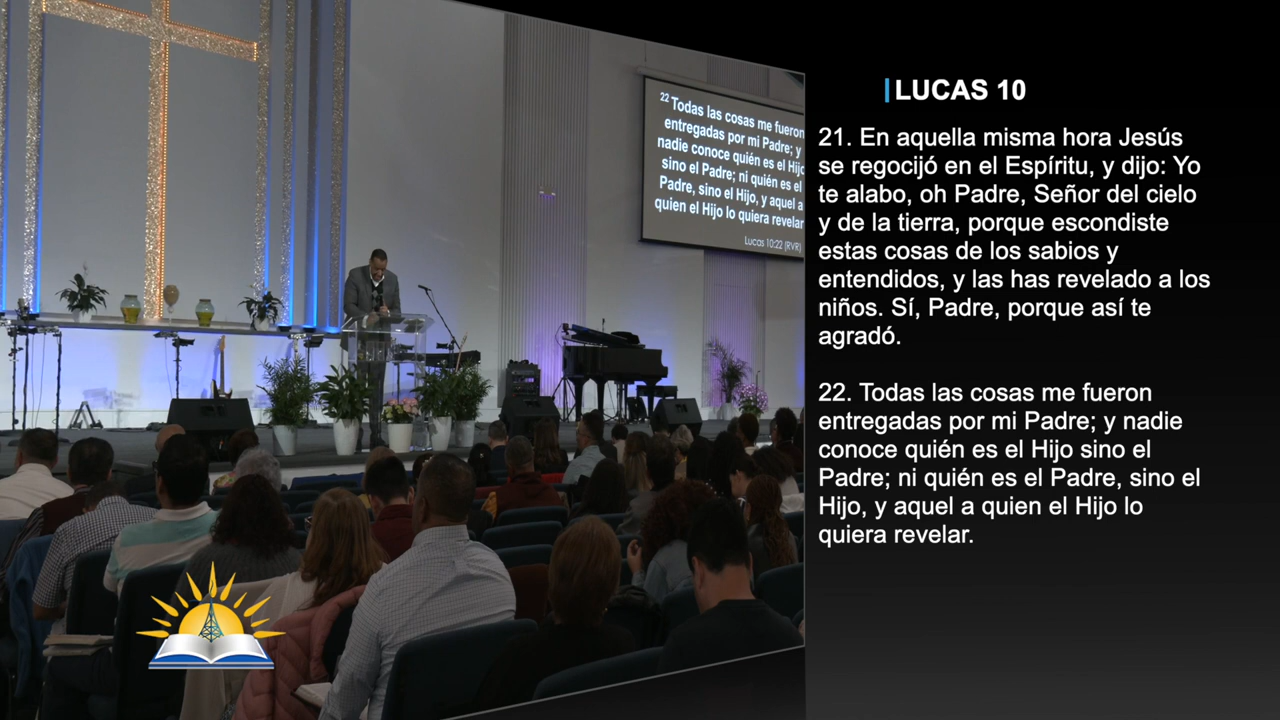 22 Todas las cosas me fueron
entregadas por mi Padre; y
nadie conoce quién es el Hijo
sino el Padre; ni quién es el
Padre, sino el Hijo, y aquel a
quien el Hijo lo quiera revelar
Lucas 10:22 (RVR)
LUCAS 10
21. En aquella misma hora Jesús
se regocijó en el Espíritu, y dijo: Yo
te alabo, oh Padre, Señor del cielo
y de la tierra, porque escondiste
estas cosas de los sabios y
entendidos, y las has revelado a los
niños. Sí, Padre, porque así te
agradó.
22. Todas las cosas me fueron
entregadas por mi Padre; y nadie
conoce quién es el Hijo sino el
Padre; ni quién es el Padre, sino el
Hijo, y aquel a quien el Hijo lo
quiera revelar.